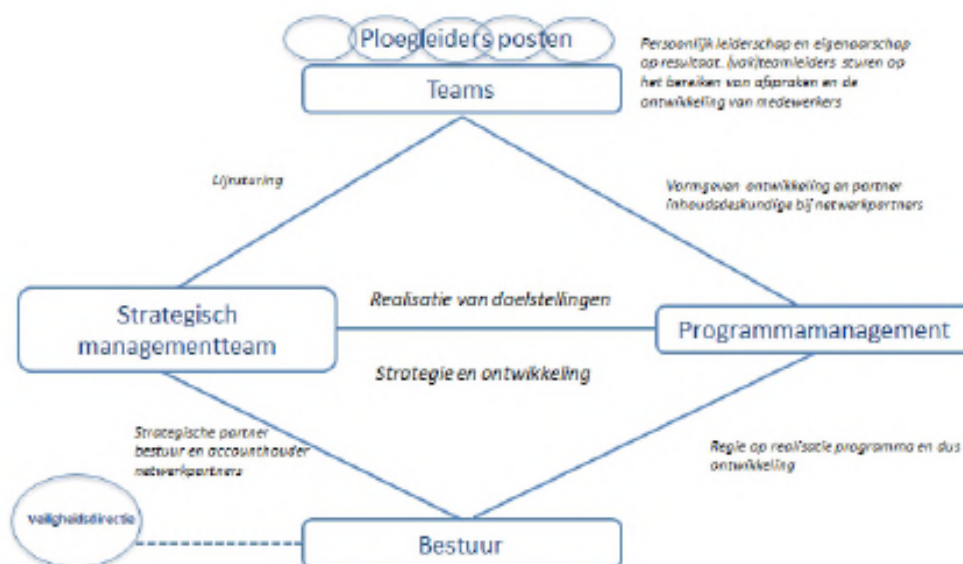 Ploegleiders posten
Teams
Persoonlijk leiderschap en eigenaarschap
op resultaat. (vak)teamleiders sturen op
het bereiken van afspraken en de
ontwikkeling van medewerkers
Lijnsturing
Vormgeven ontwikkeling en partner
inhoudsdeskundige bij netwerkpartners
Realisatie van doelstellingen
Strategisch
managementteam
Programmamanagement
Strategie en ontwikkeling
Strategische partner
bestuur en accounthouder
netwerkpartners
Regie op realisatie programma en dus
ontwikkeling
Veiligheidsdirectie
Bestuur